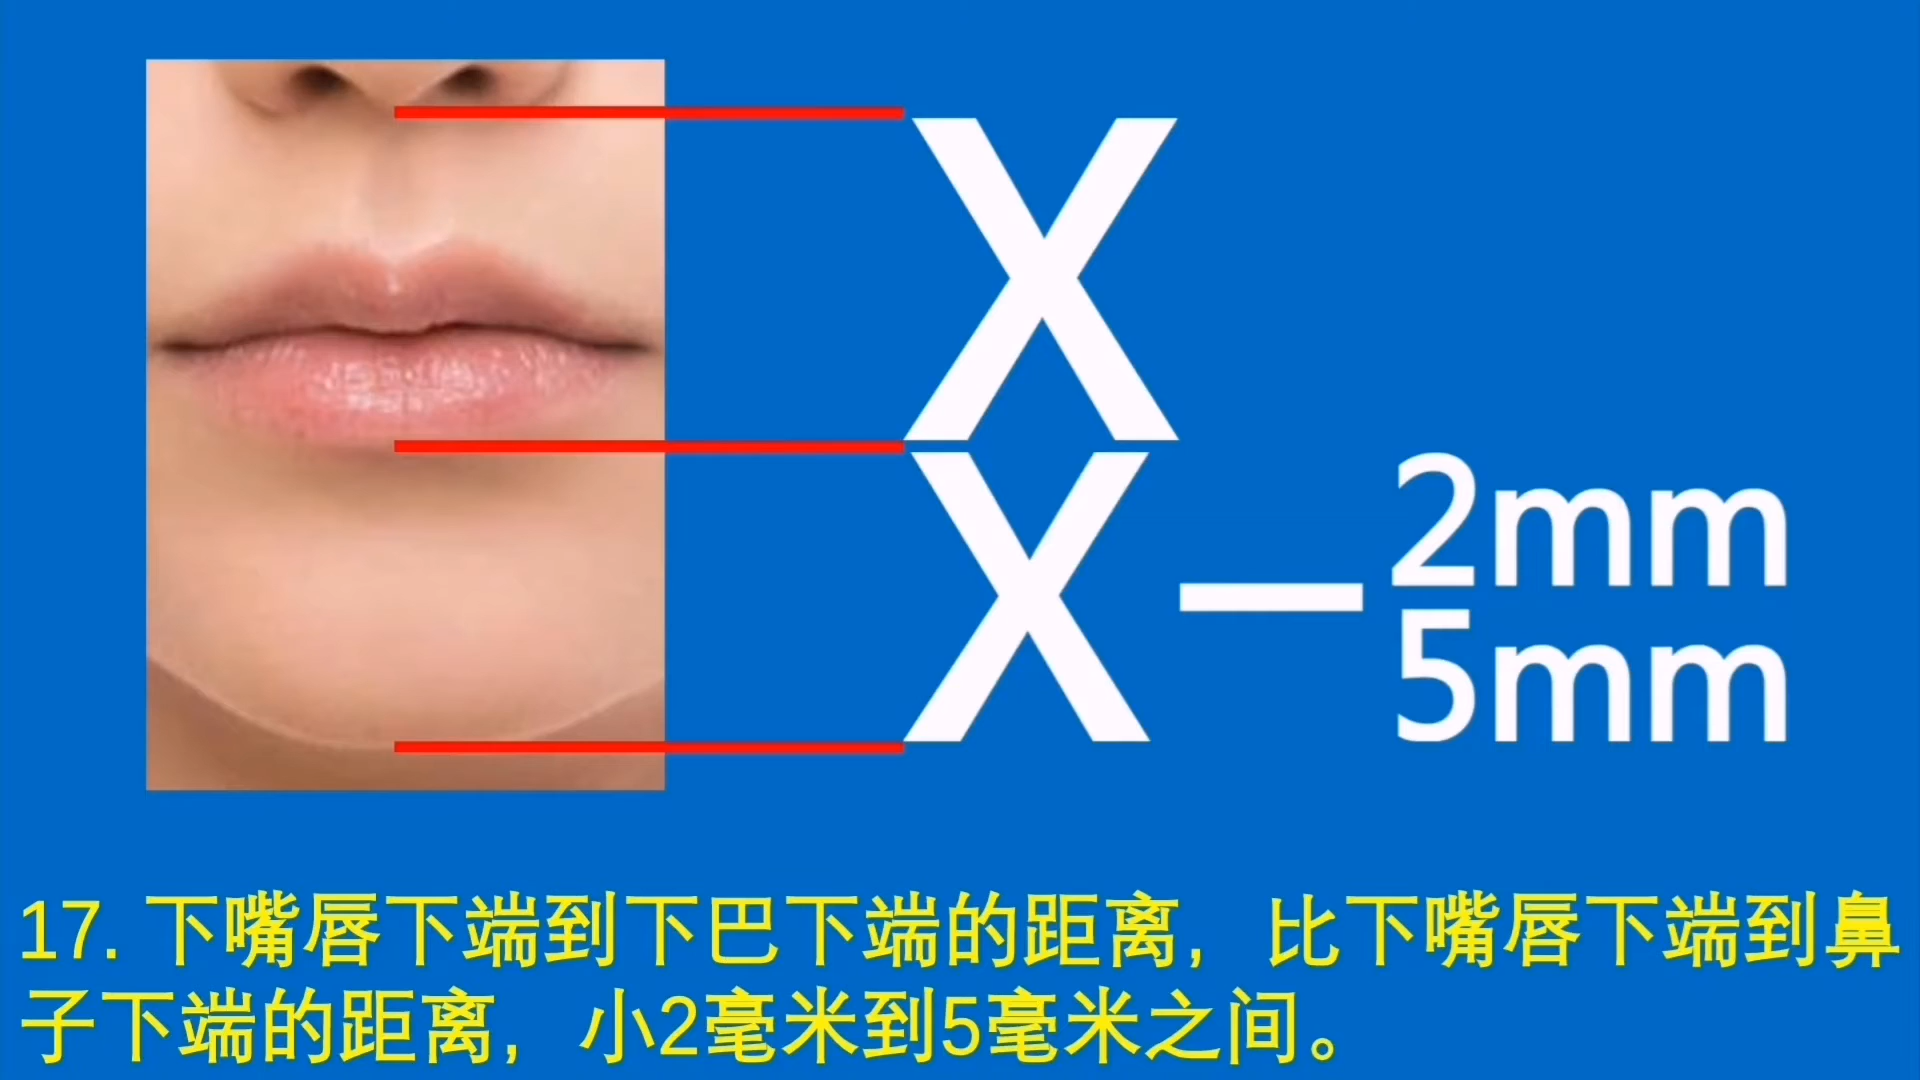 X
X — 2mm
5mm
17. 下嘴唇下端到下巴下端的距离，比下嘴唇下端到鼻
子下端的距离，小2毫米到5毫米之间。